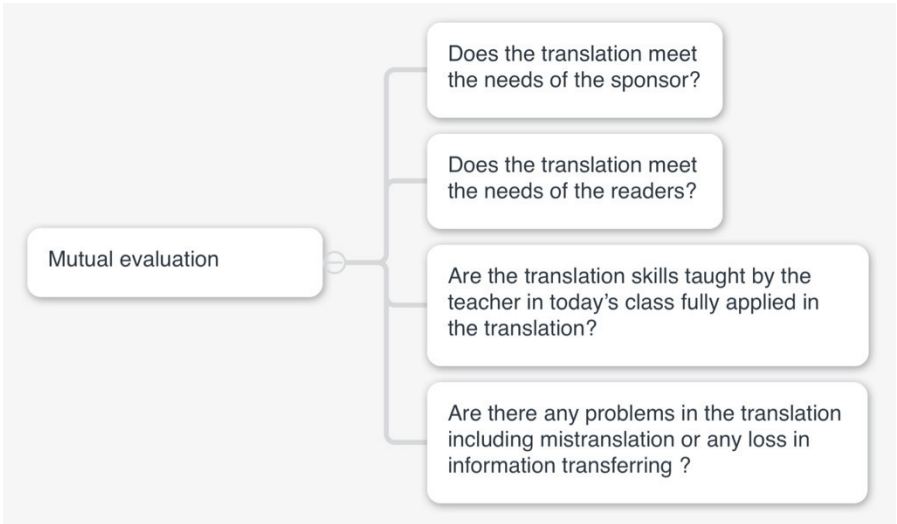 Does the translation meet
the needs of the sponsor?
Does the translation meet
the needs of the readers?
Mutual evaluation
Are the translation skills taught by the
teacher in today’s class fully applied in
the translation?
Are there any problems in the translation
including mistranslation or any loss in
information transferring ?